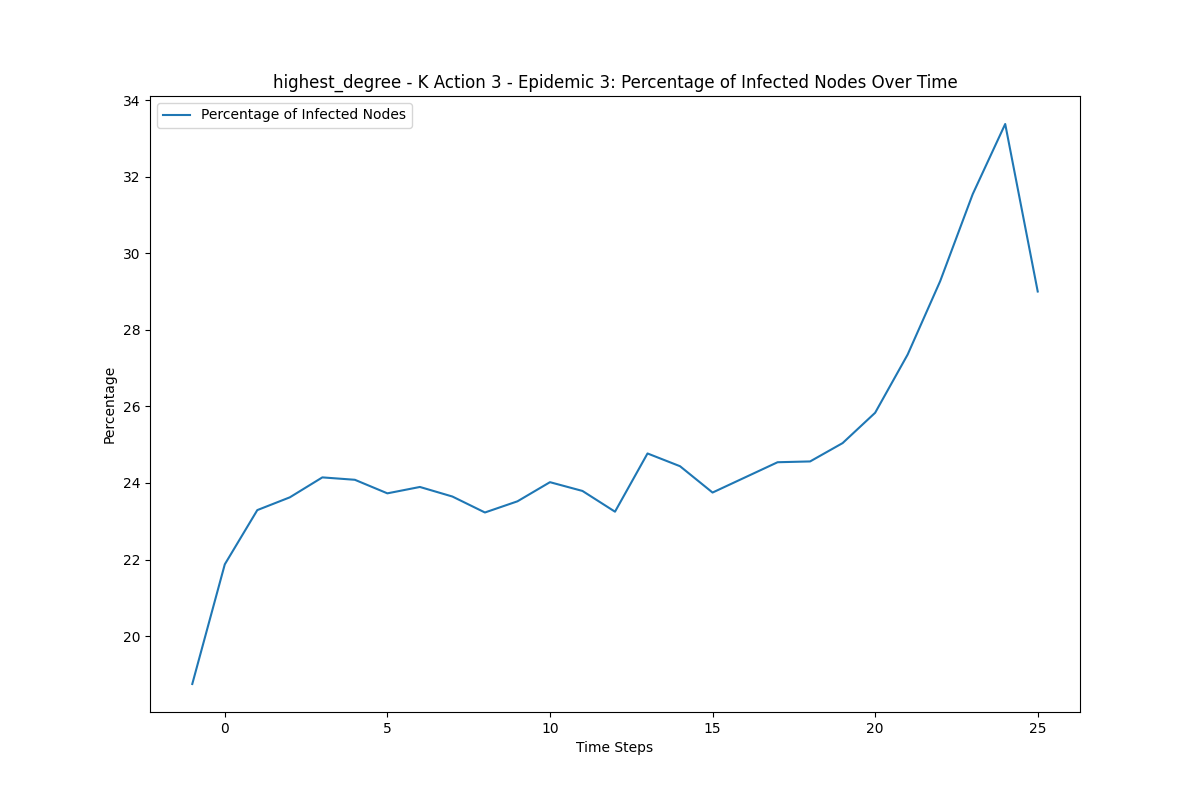 highest_degree - K Action 3 - Epidemic 3: Percentage of Infected Nodes Over Time
Percentage of Infected Nodes
34
32
30
28
26
24
22
20
Percentage
0 5 10 15 20 25
Time Steps